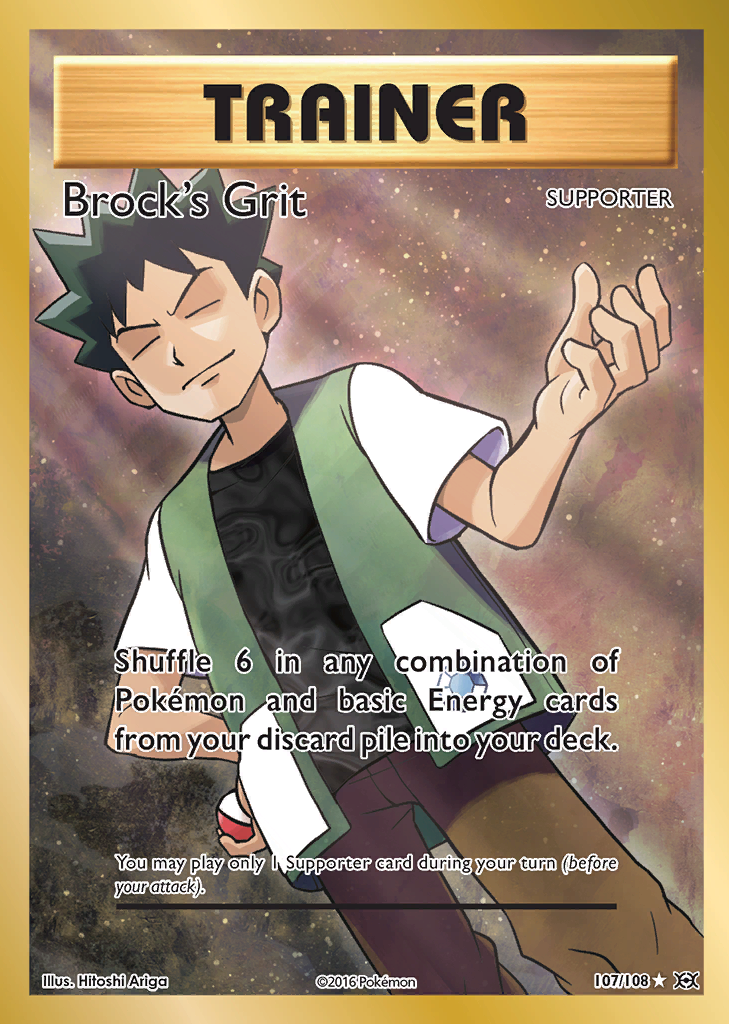 TRAINER
Brock's Grit
SUPPORTER
Shuffle 6 in any combination of
Pokémon and basic Energy cards
from your discard pile into your deck.
You may play only 1 Supporter card during your turn (before
your attack).
Illus. Hitoshi Ariga
©2016 Pokémon
107/108 ★